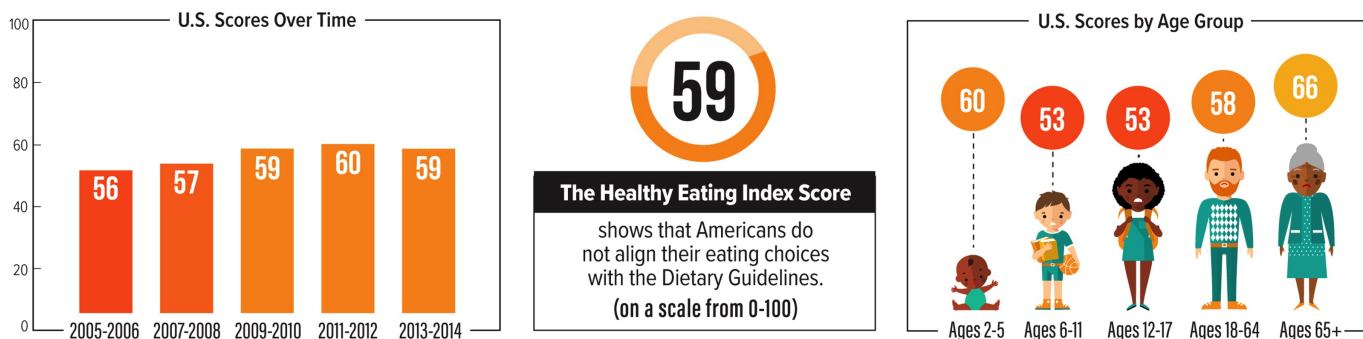 U.S. Scores Over Time
100
80
60
40
20
0
56
57
59
60
59
2005-2006
2007-2008
2009-2010
2011-2012
2013-2014
59
The Healthy Eating Index Score
shows that Americans do
not align their eating choices
with the Dietary Guidelines.
(on a scale from 0-100)
U.S. Scores by Age Group
60
53
53
58
66
Ages 2-5
Ages 6-11
Ages 12-17
Ages 18-64
Ages 65+